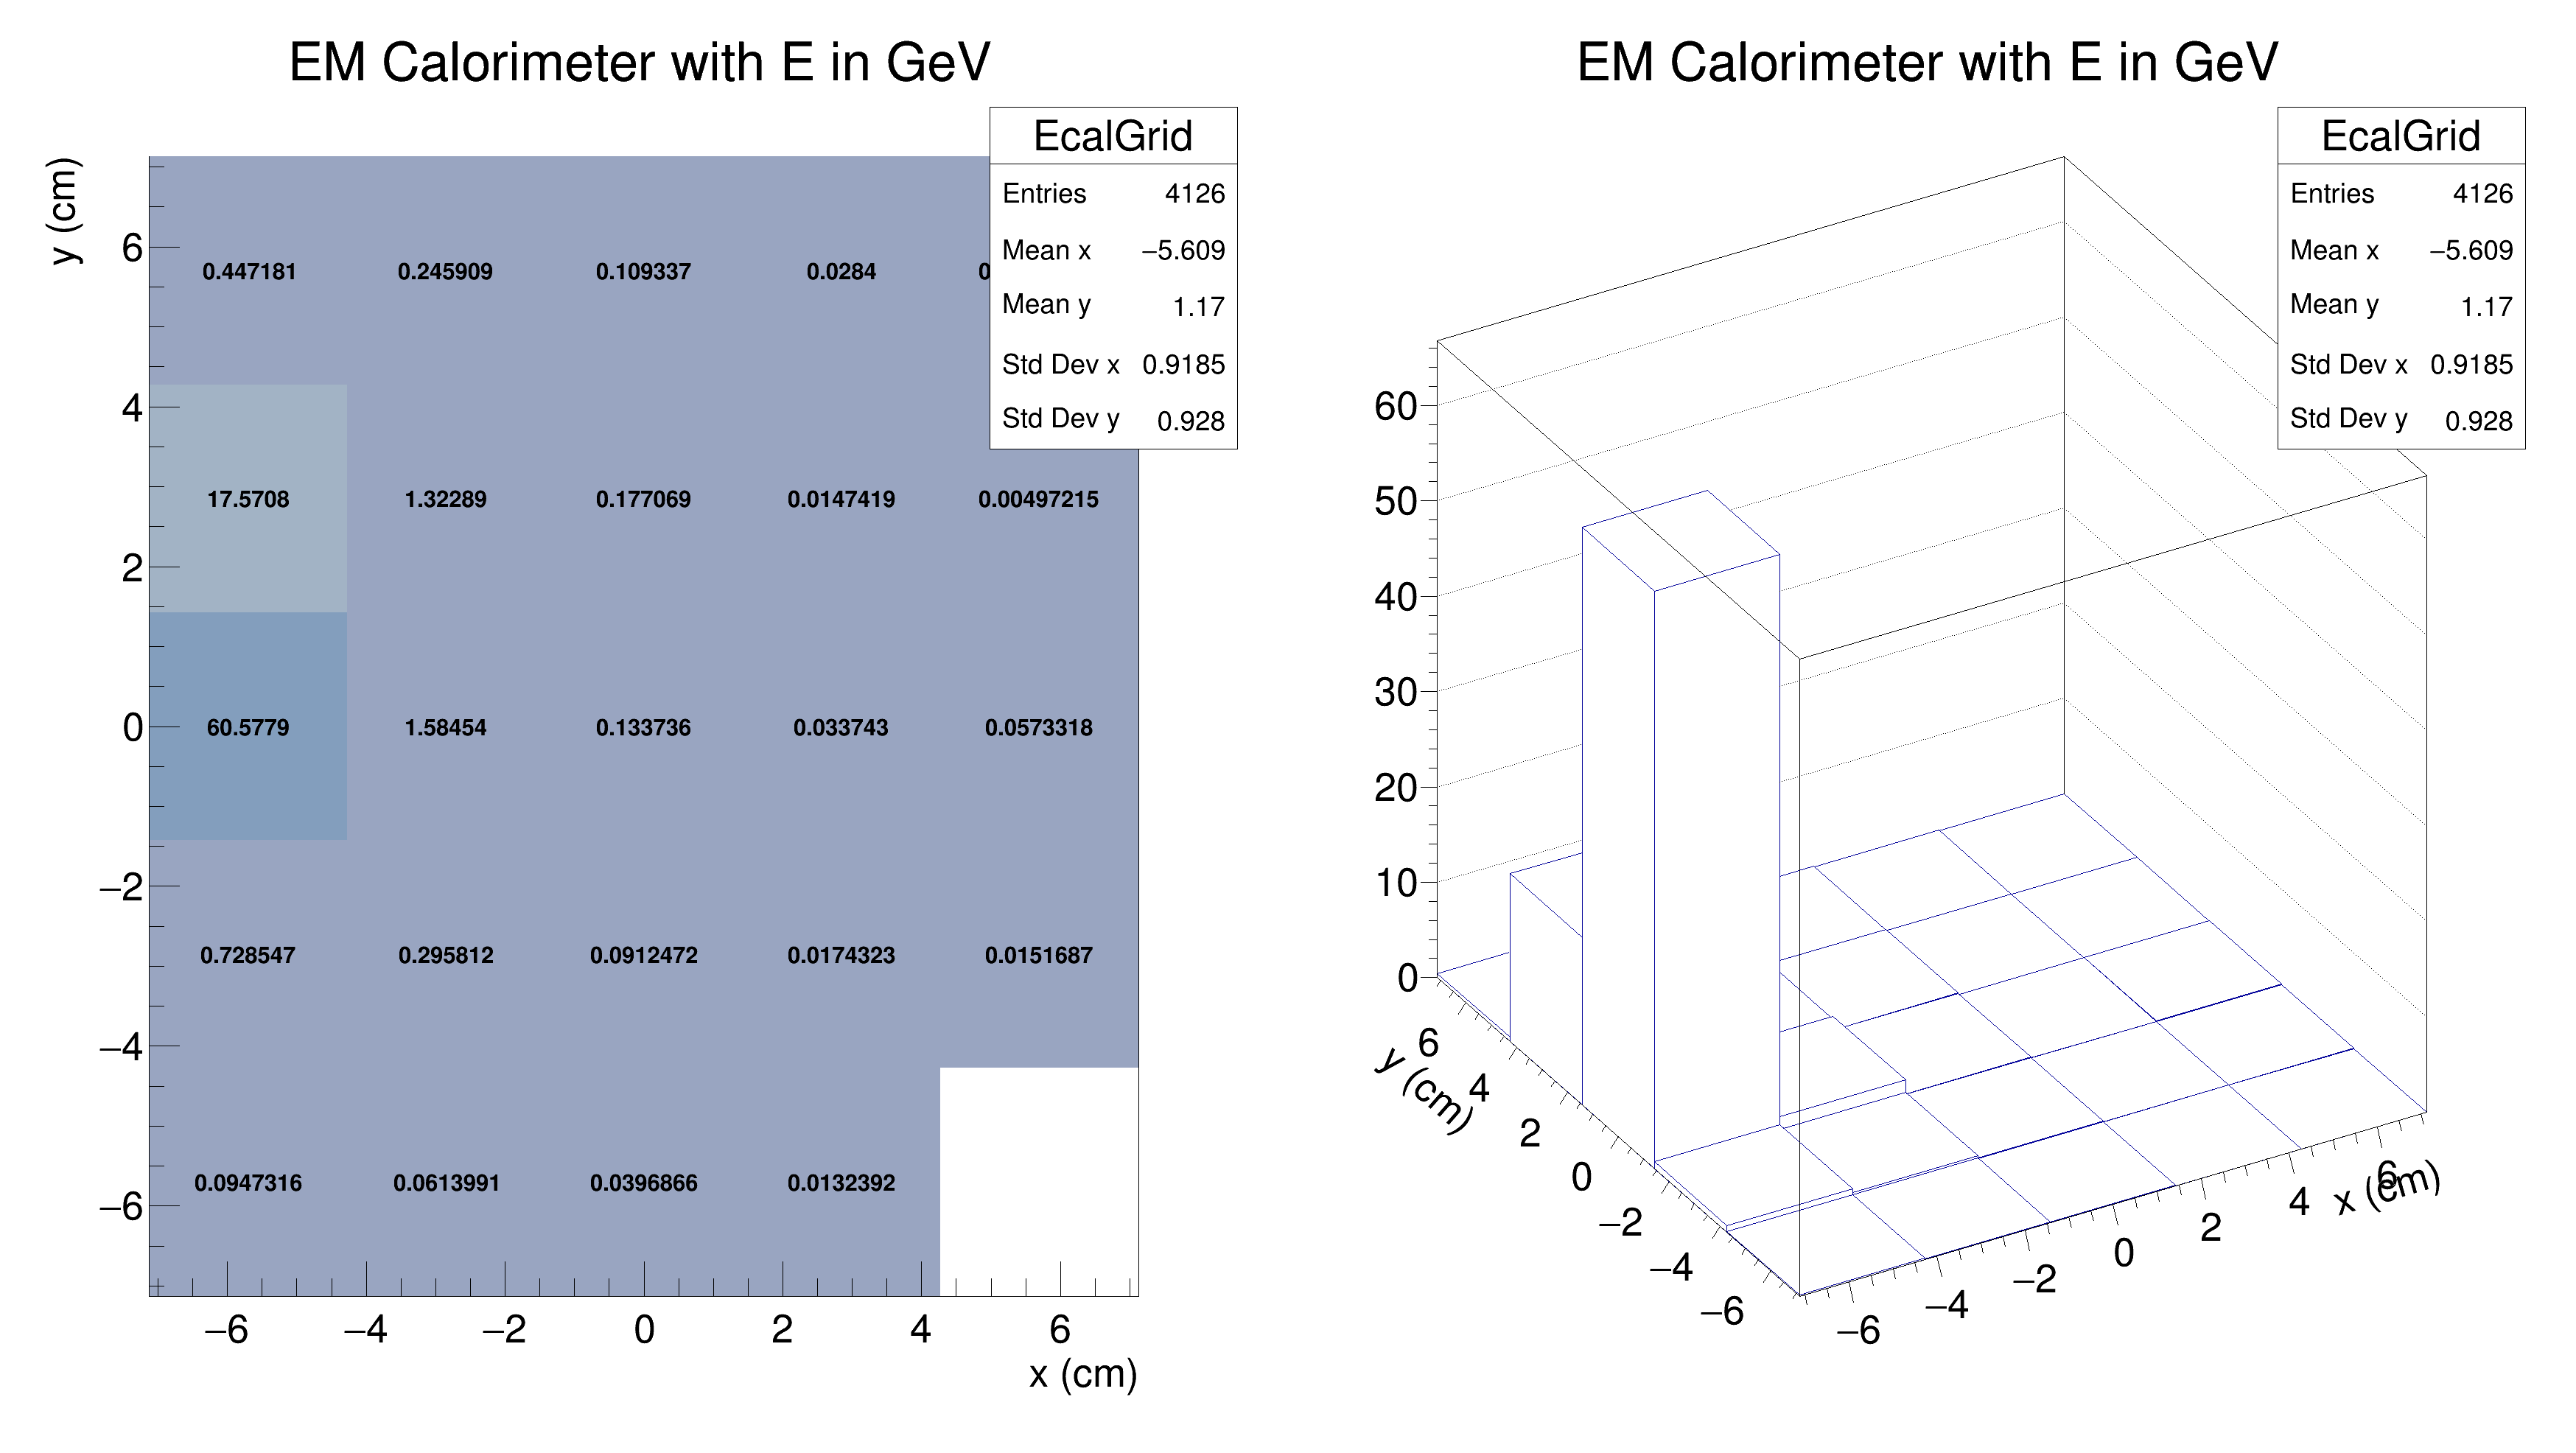 EM Calorimeter with E in GeV
EcalGrid
Entries 4126
Mean x −5.609
Mean y 1.17
Std Dev x 0.9185
Std Dev y 0.928
y (cm)
6
4
2
0
−2
−4
−6
0.447181 0.245909 0.109337 0.0284
17.5708 1.32289 0.177069 0.0147419 0.00497215
60.5779 1.58454 0.133736 0.033743 0.0573318
0.728547 0.295812 0.0912472 0.0174323 0.0151687
0.0947316 0.0613991 0.0396866 0.0132392
−6 −4 −2 0 2 4 6
x (cm)
EM Calorimeter with E in GeV
EcalGrid
Entries 4126
Mean x −5.609
Mean y 1.17
Std Dev x 0.9185
Std Dev y 0.928
60
50
40
30
20
10
0
6
4
2
0
−2
−4
−6
y (cm)
−6
−4
−2
0
2
4
6
x (cm)